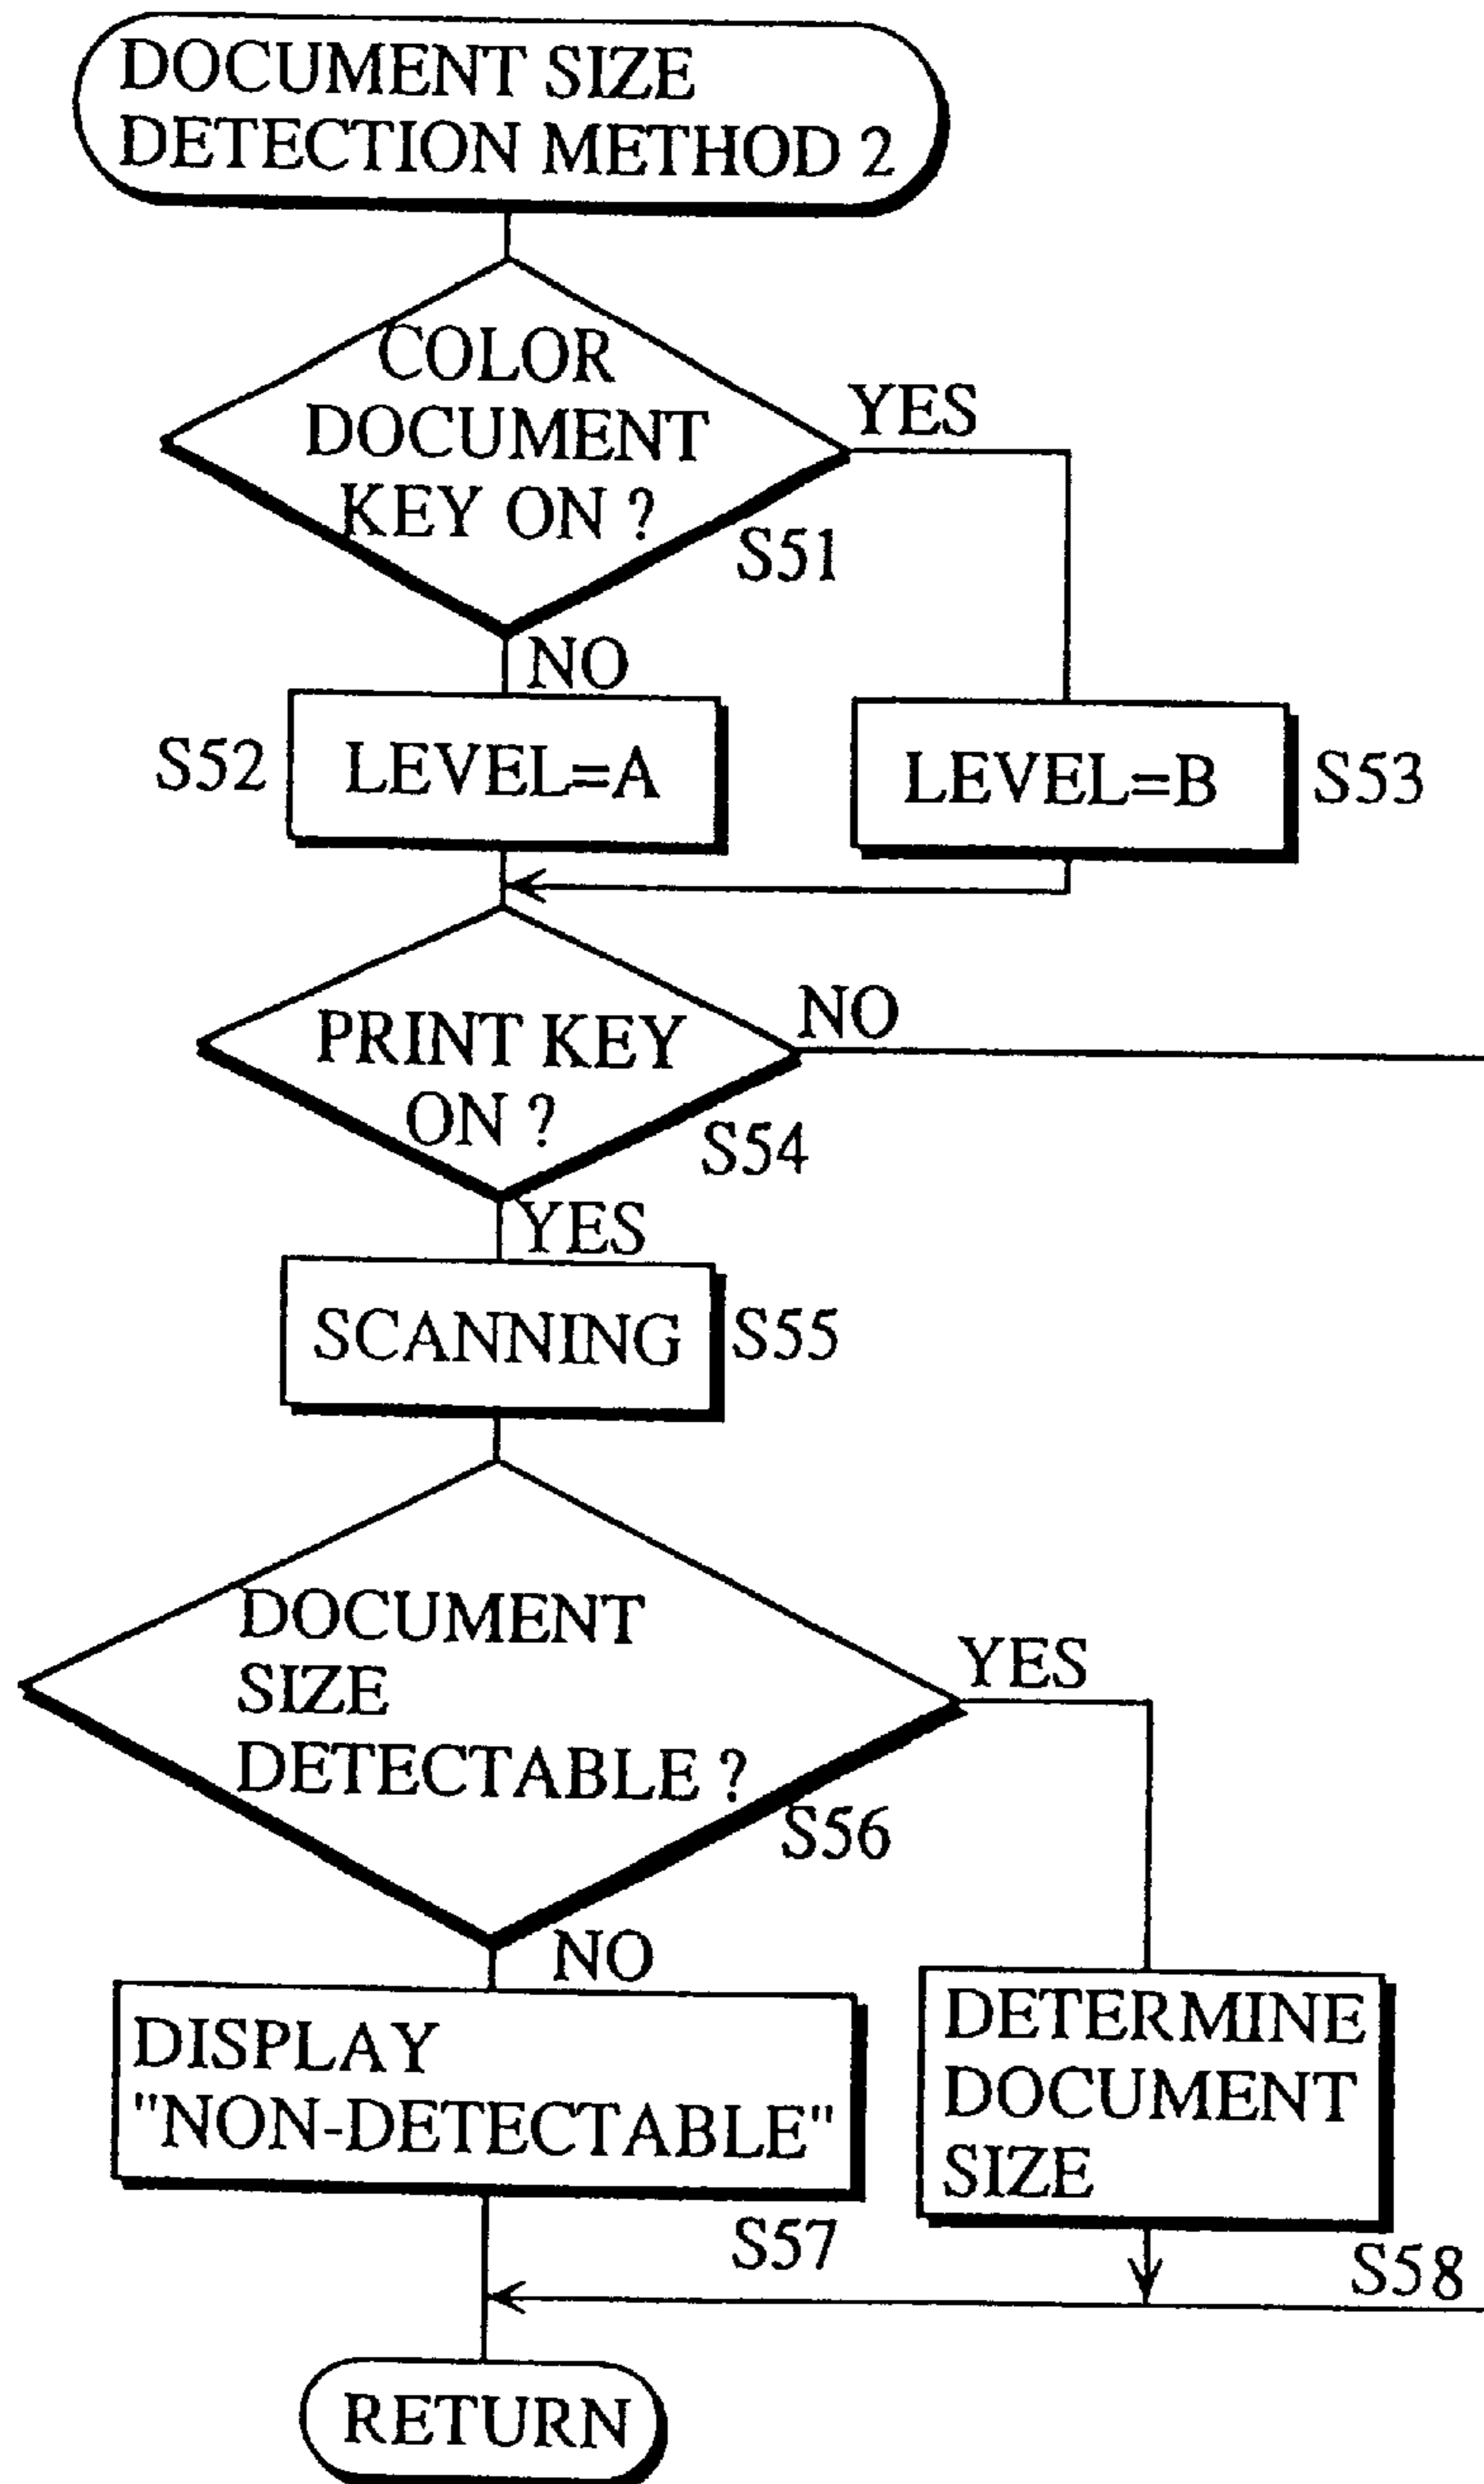 DOCUMENT SIZE
DETECTION METHOD 2
COLOR
DOCUMENT
KEY ON ?
YES
S51
NO
S52
LEVEL=A
LEVEL=B
S53
PRINT KEY
ON ?
NO
S54
YES
SCANNING
S55
DOCUMENT
SIZE
DETECTABLE ?
YES
S56
NO
DISPLAY
"NON-DETECTABLE"
S57
DETERMINE
DOCUMENT
SIZE
S58
RETURN